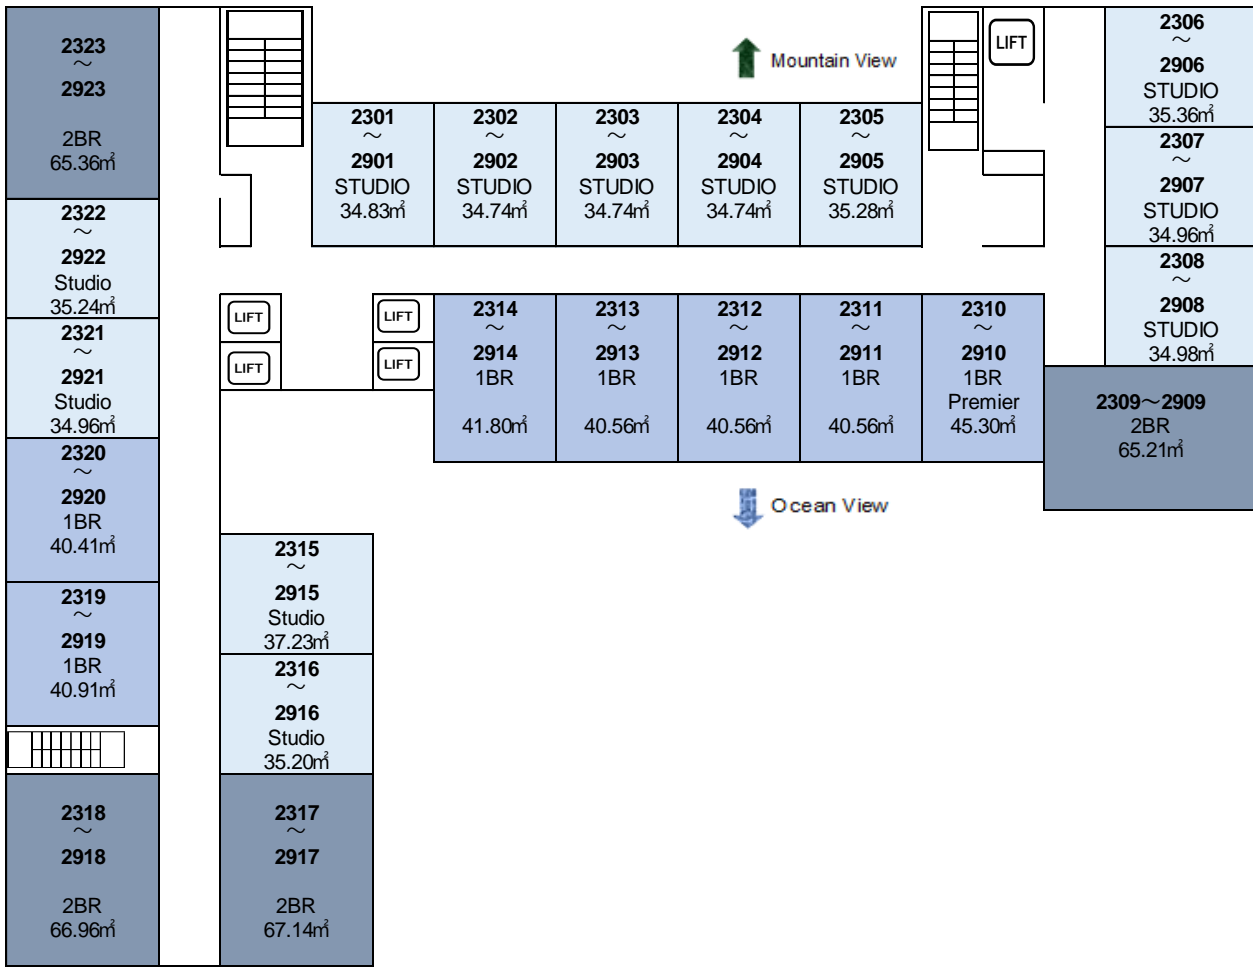 2323
~
2923
2BR
65.36㎡
2322
~
2922
Studio
35.24㎡
2321
~
2921
Studio
34.96㎡
2320
~
2920
1BR
40.41㎡
2319
~
2919
1BR
40.91㎡
2318
~
2918
2BR
66.96㎡
Mountain View
LIFT
2301
~
2901
STUDIO
34.83㎡
2302
~
2902
STUDIO
34.74㎡
2303
~
2903
STUDIO
34.74㎡
2304
~
2904
STUDIO
34.74㎡
2305
~
2905
STUDIO
35.28㎡
2306
~
2906
STUDIO
35.36㎡
2307
~
2907
STUDIO
34.96㎡
2308
~
2908
STUDIO
34.98㎡
LIFT
LIFT
LIFT
LIFT
2314
~
2914
1BR
41.80㎡
2313
~
2913
1BR
40.56㎡
2312
~
2912
1BR
40.56㎡
2311
~
2911
1BR
40.56㎡
2310
~
2910
1BR
Premier
45.30㎡
2309~2909
2BR
65.21㎡
Ocean View
2315
~
2915
Studio
37.23㎡
2316
~
2916
Studio
35.20㎡
2317
~
2917
2BR
67.14㎡